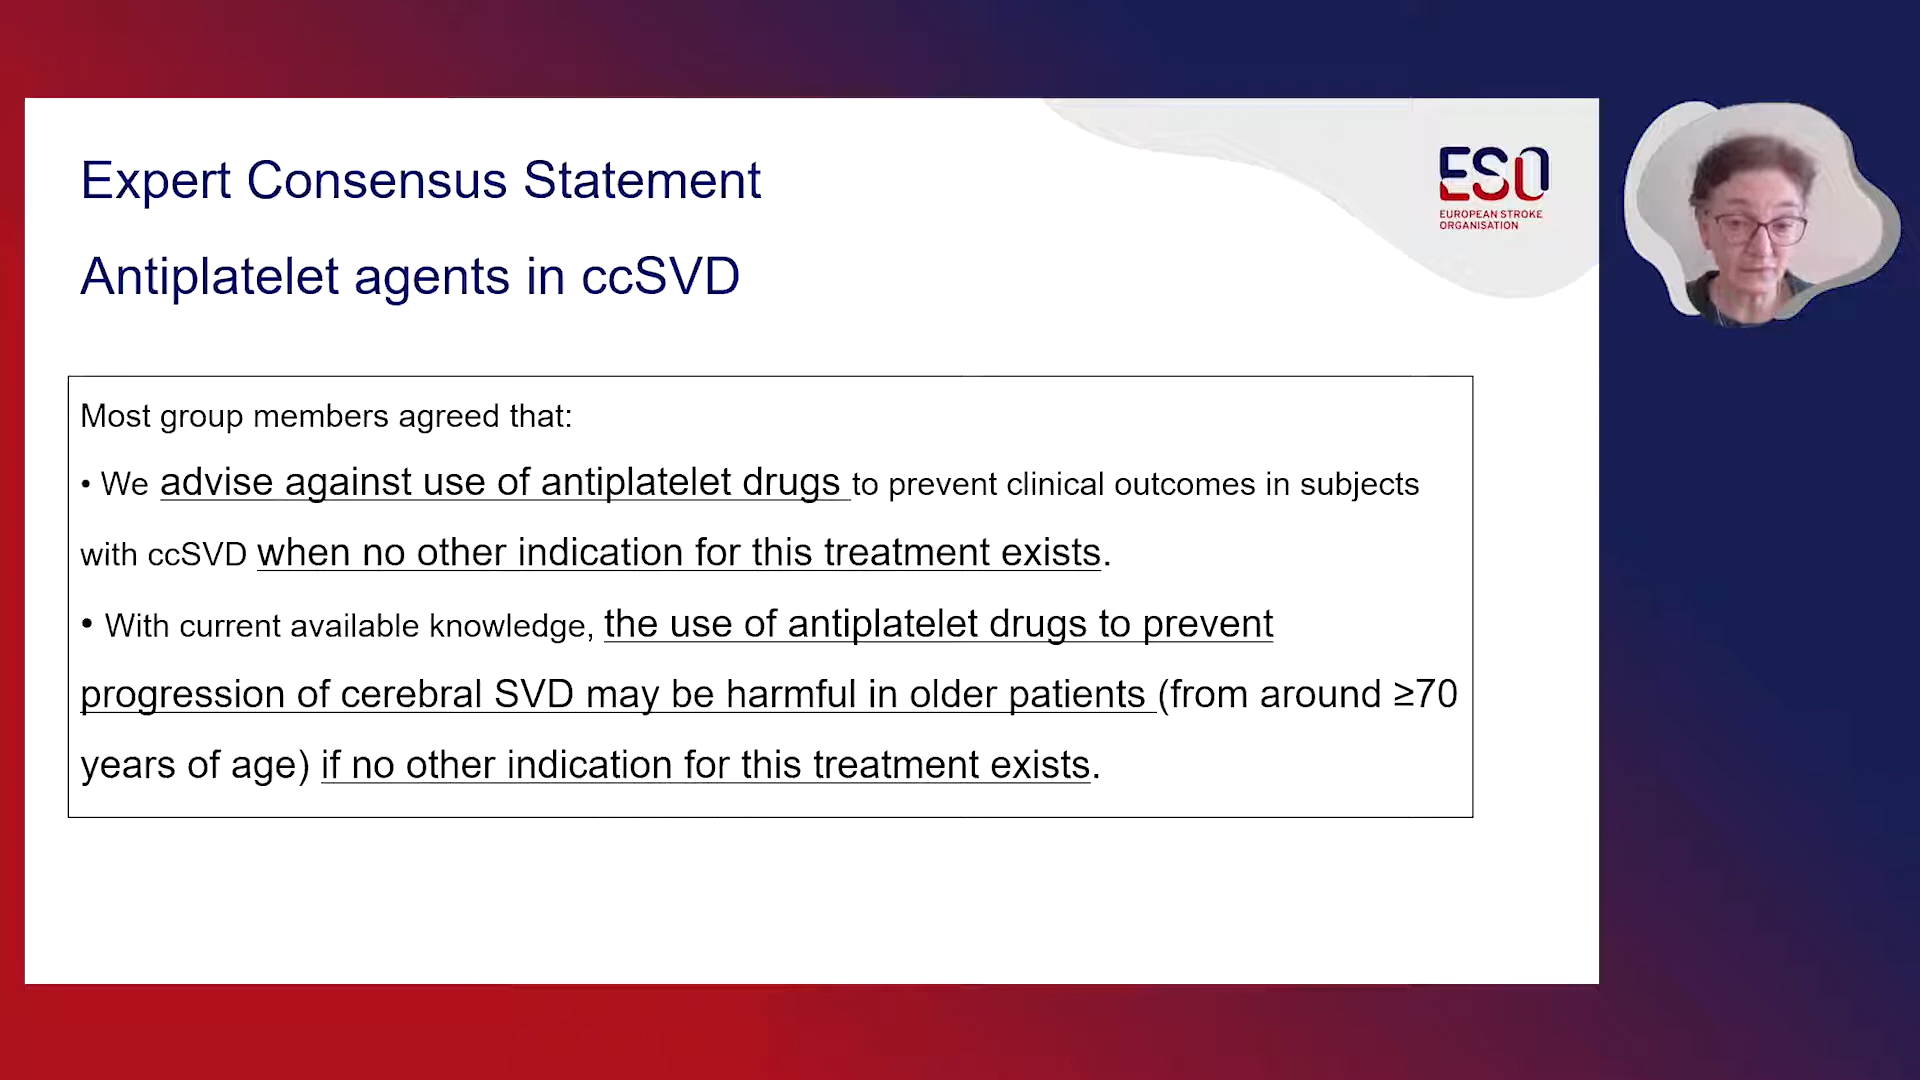 Expert Consensus Statement
Antiplatelet agents in ccSVD
ESO
EUROPEAN STROKE
ORGANISATION
Most group members agreed that:
• We advise against use of antiplatelet drugs to prevent clinical outcomes in subjects
with ccSVD when no other indication for this treatment exists.
• With current available knowledge, the use of antiplatelet drugs to prevent
progression of cerebral SVD may be harmful in older patients (from around ≥70
years of age) if no other indication for this treatment exists.